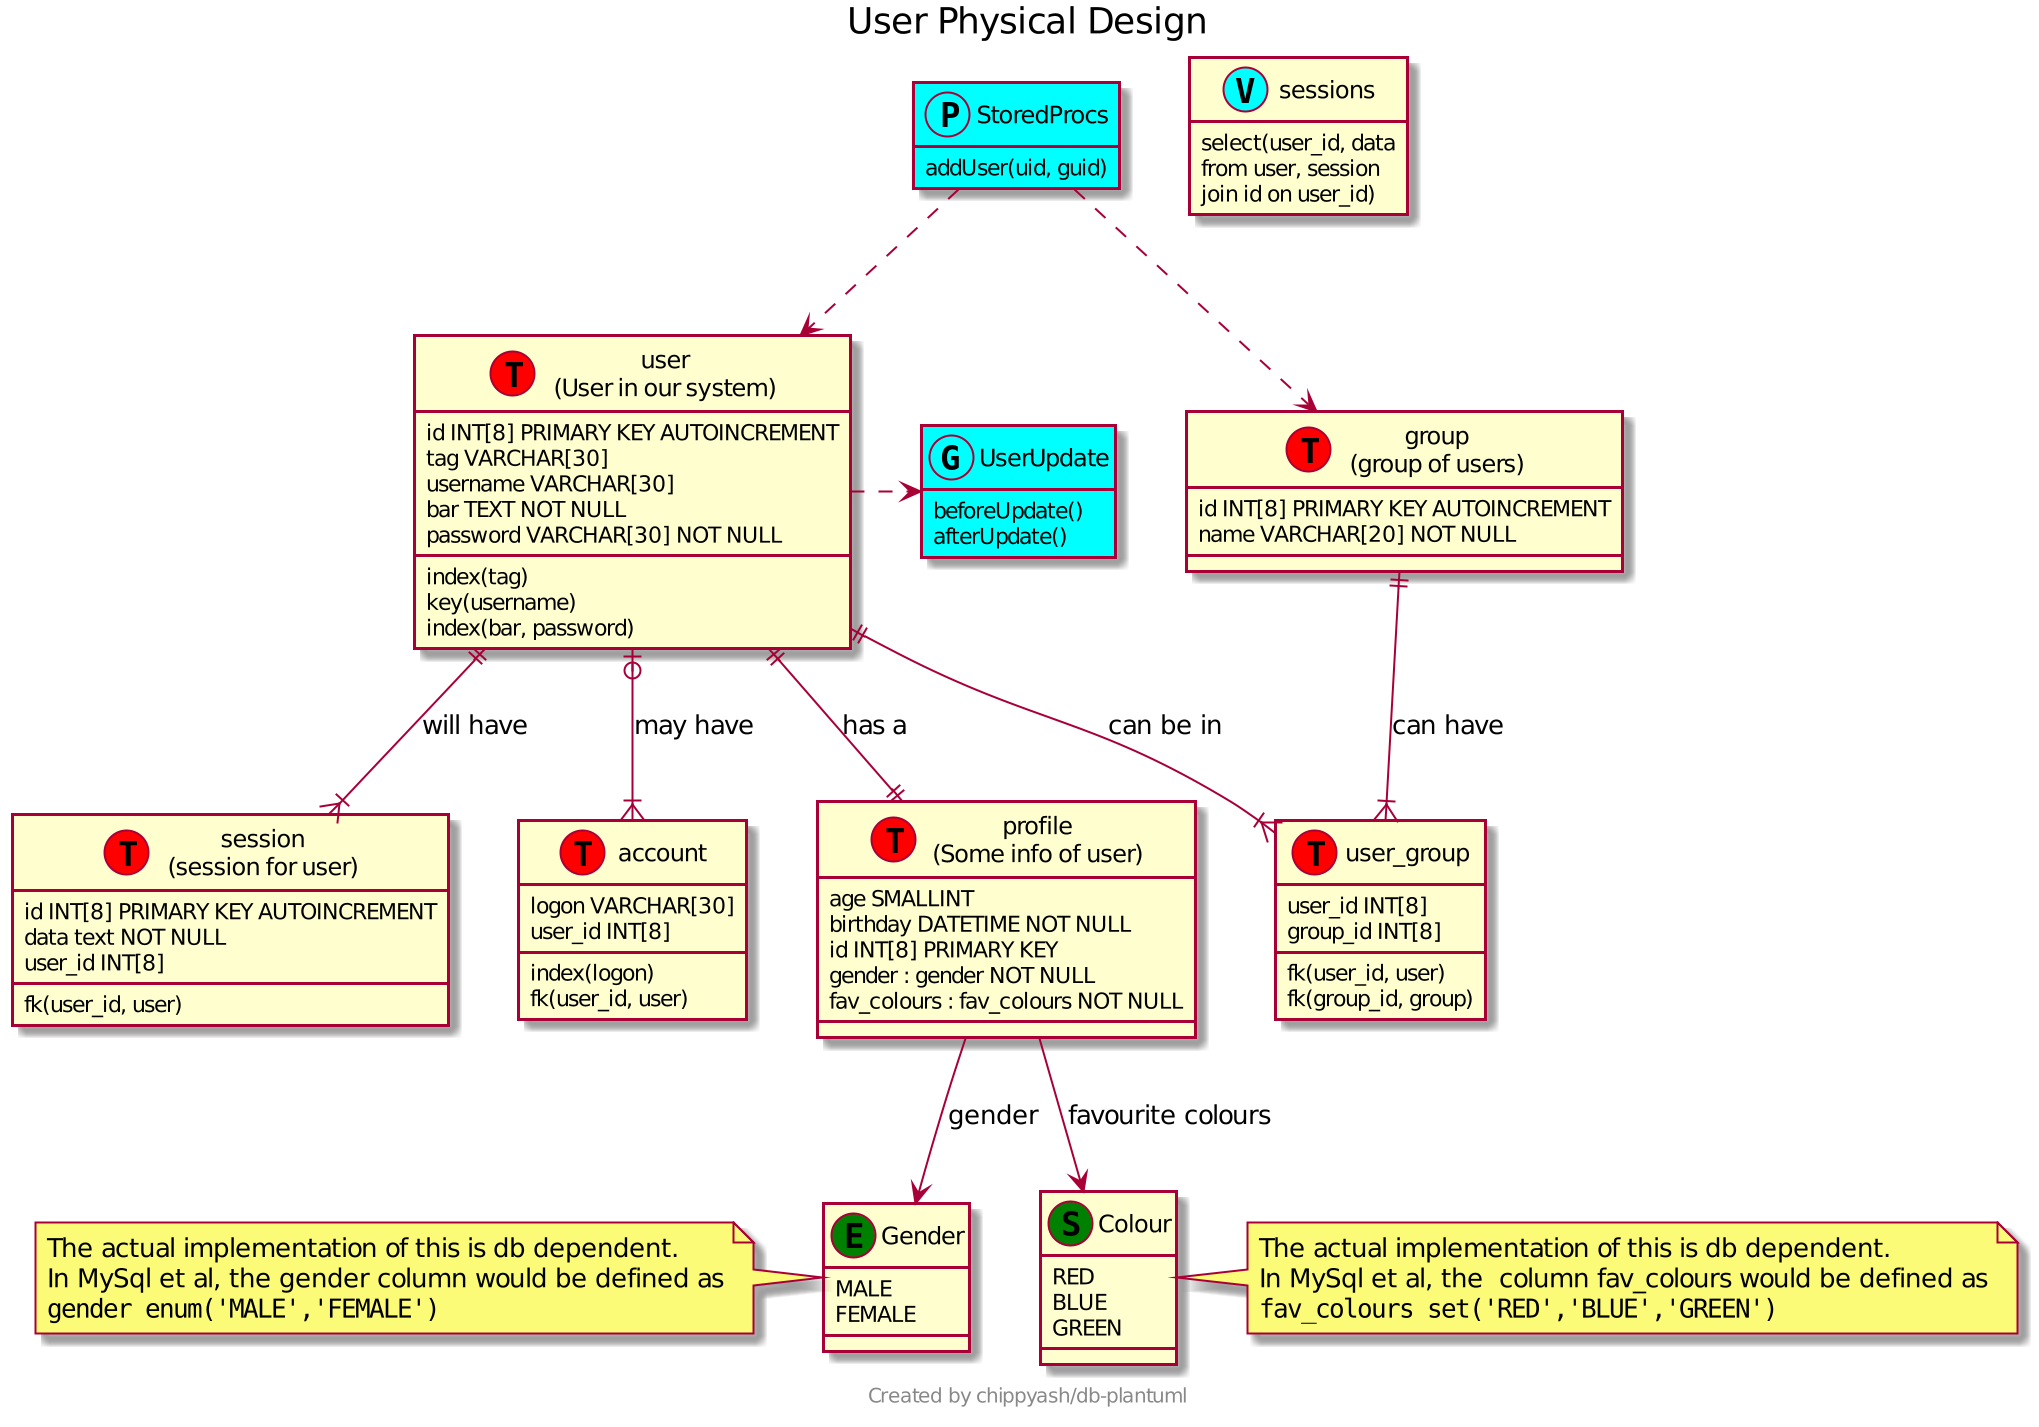 User Physical Design
P StoredProcs
addUser(uid, guid)
V sessions
select(user_id, data
from user, session
join id on user_id)
T user
(User in our system)
id INT[8] PRIMARY KEY AUTOINCREMENT
tag VARCHAR[30]
username VARCHAR[30]
bar TEXT NOT NULL
password VARCHAR[30] NOT NULL
index(tag)
key(username)
index(bar, password)
G UserUpdate
beforeUpdate()
afterUpdate()
T group
(group of users)
id INT[8] PRIMARY KEY AUTOINCREMENT
name VARCHAR[20] NOT NULL
will have
may have
has a
can be in
can have
T session
(session for user)
id INT[8] PRIMARY KEY AUTOINCREMENT
data text NOT NULL
user_id INT[8]
fk(user_id, user)
T account
logon VARCHAR[30]
user_id INT[8]
index(logon)
fk(user_id, user)
T profile
(Some info of user)
age SMALLINT
birthday DATETIME NOT NULL
id INT[8] PRIMARY KEY
gender : gender NOT NULL
fav_colours : fav_colours NOT NULL
T user_group
user_id INT[8]
group_id INT[8]
fk(user_id, user)
fk(group_id, group)
gender
favourite colours
The actual implementation of this is db dependent.
In MySql et al, the gender column would be defined as
gender enum('MALE','FEMALE')
E Gender
MALE
FEMALE
S Colour
RED
BLUE
GREEN
The actual implementation of this is db dependent.
In MySql et al, the  column fav_colours would be defined as
fav_colours set('RED','BLUE','GREEN')
Created by chippyash/db-plantuml